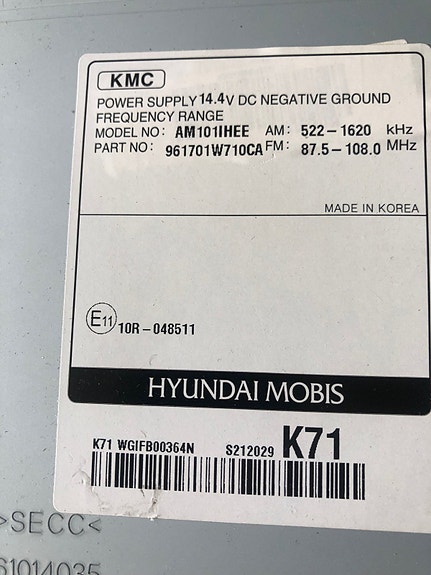 KMC
POWER SUPPLY 14.4V DC NEGATIVE GROUND
FREQUENCY RANGE
MODEL NO: AM101IHEE AM: 522-1620 kHz
PART NO: 961701W710CA FM: 87.5-108.0 MHz
MADE IN KOREA
E11 10R-048511
HYUNDAI MOBIS
K71 WGIFB00364N S212029 K71
>SECC<
61014035